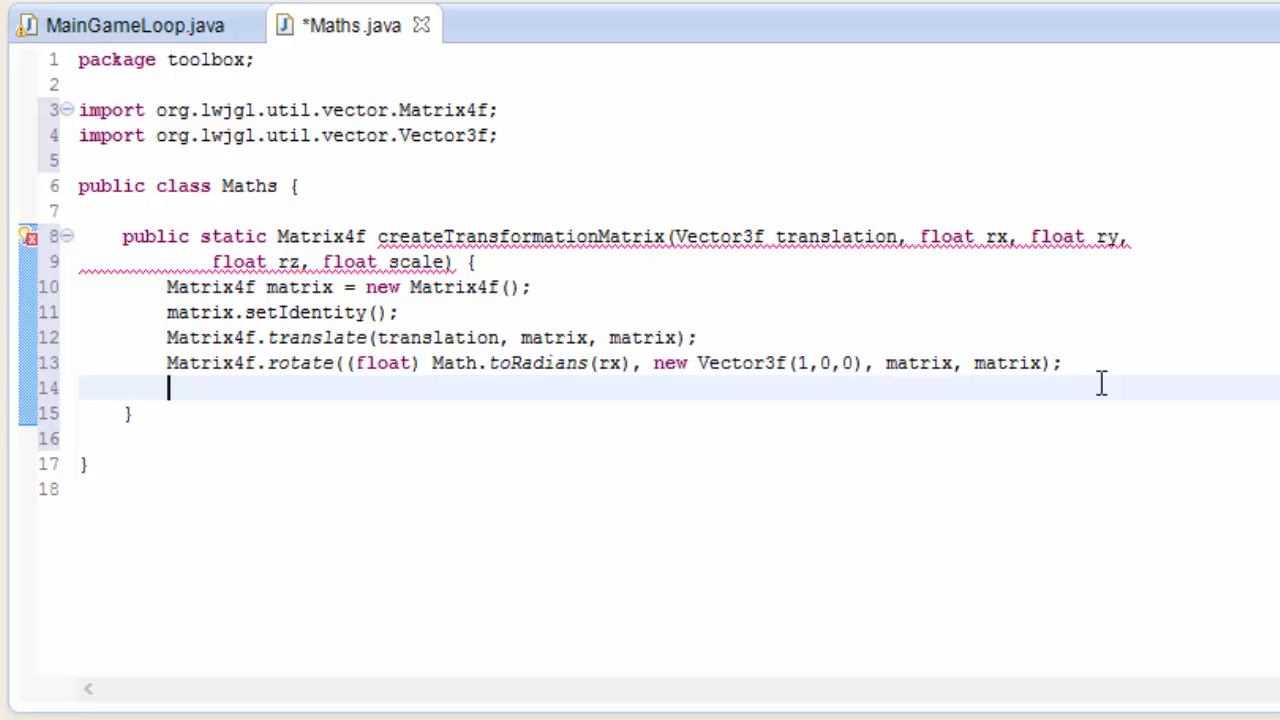 MainGameLoop.java *Maths.java
1 package toolbox;
2
3 import org.lwjgl.util.vector.Matrix4f;
4 import org.lwjgl.util.vector.Vector3f;
5
6 public class Maths {
7
8 public static Matrix4f createTransformationMatrix(Vector3f translation, float rx, float ry,
9 float rz, float scale) {
10 Matrix4f matrix = new Matrix4f();
11 matrix.setIdentity();
12 Matrix4f.translate(translation, matrix, matrix);
13 Matrix4f.rotate((float) Math.toRadians(rx), new Vector3f(1,0,0), matrix, matrix);
14
15 }
16
17 }
18